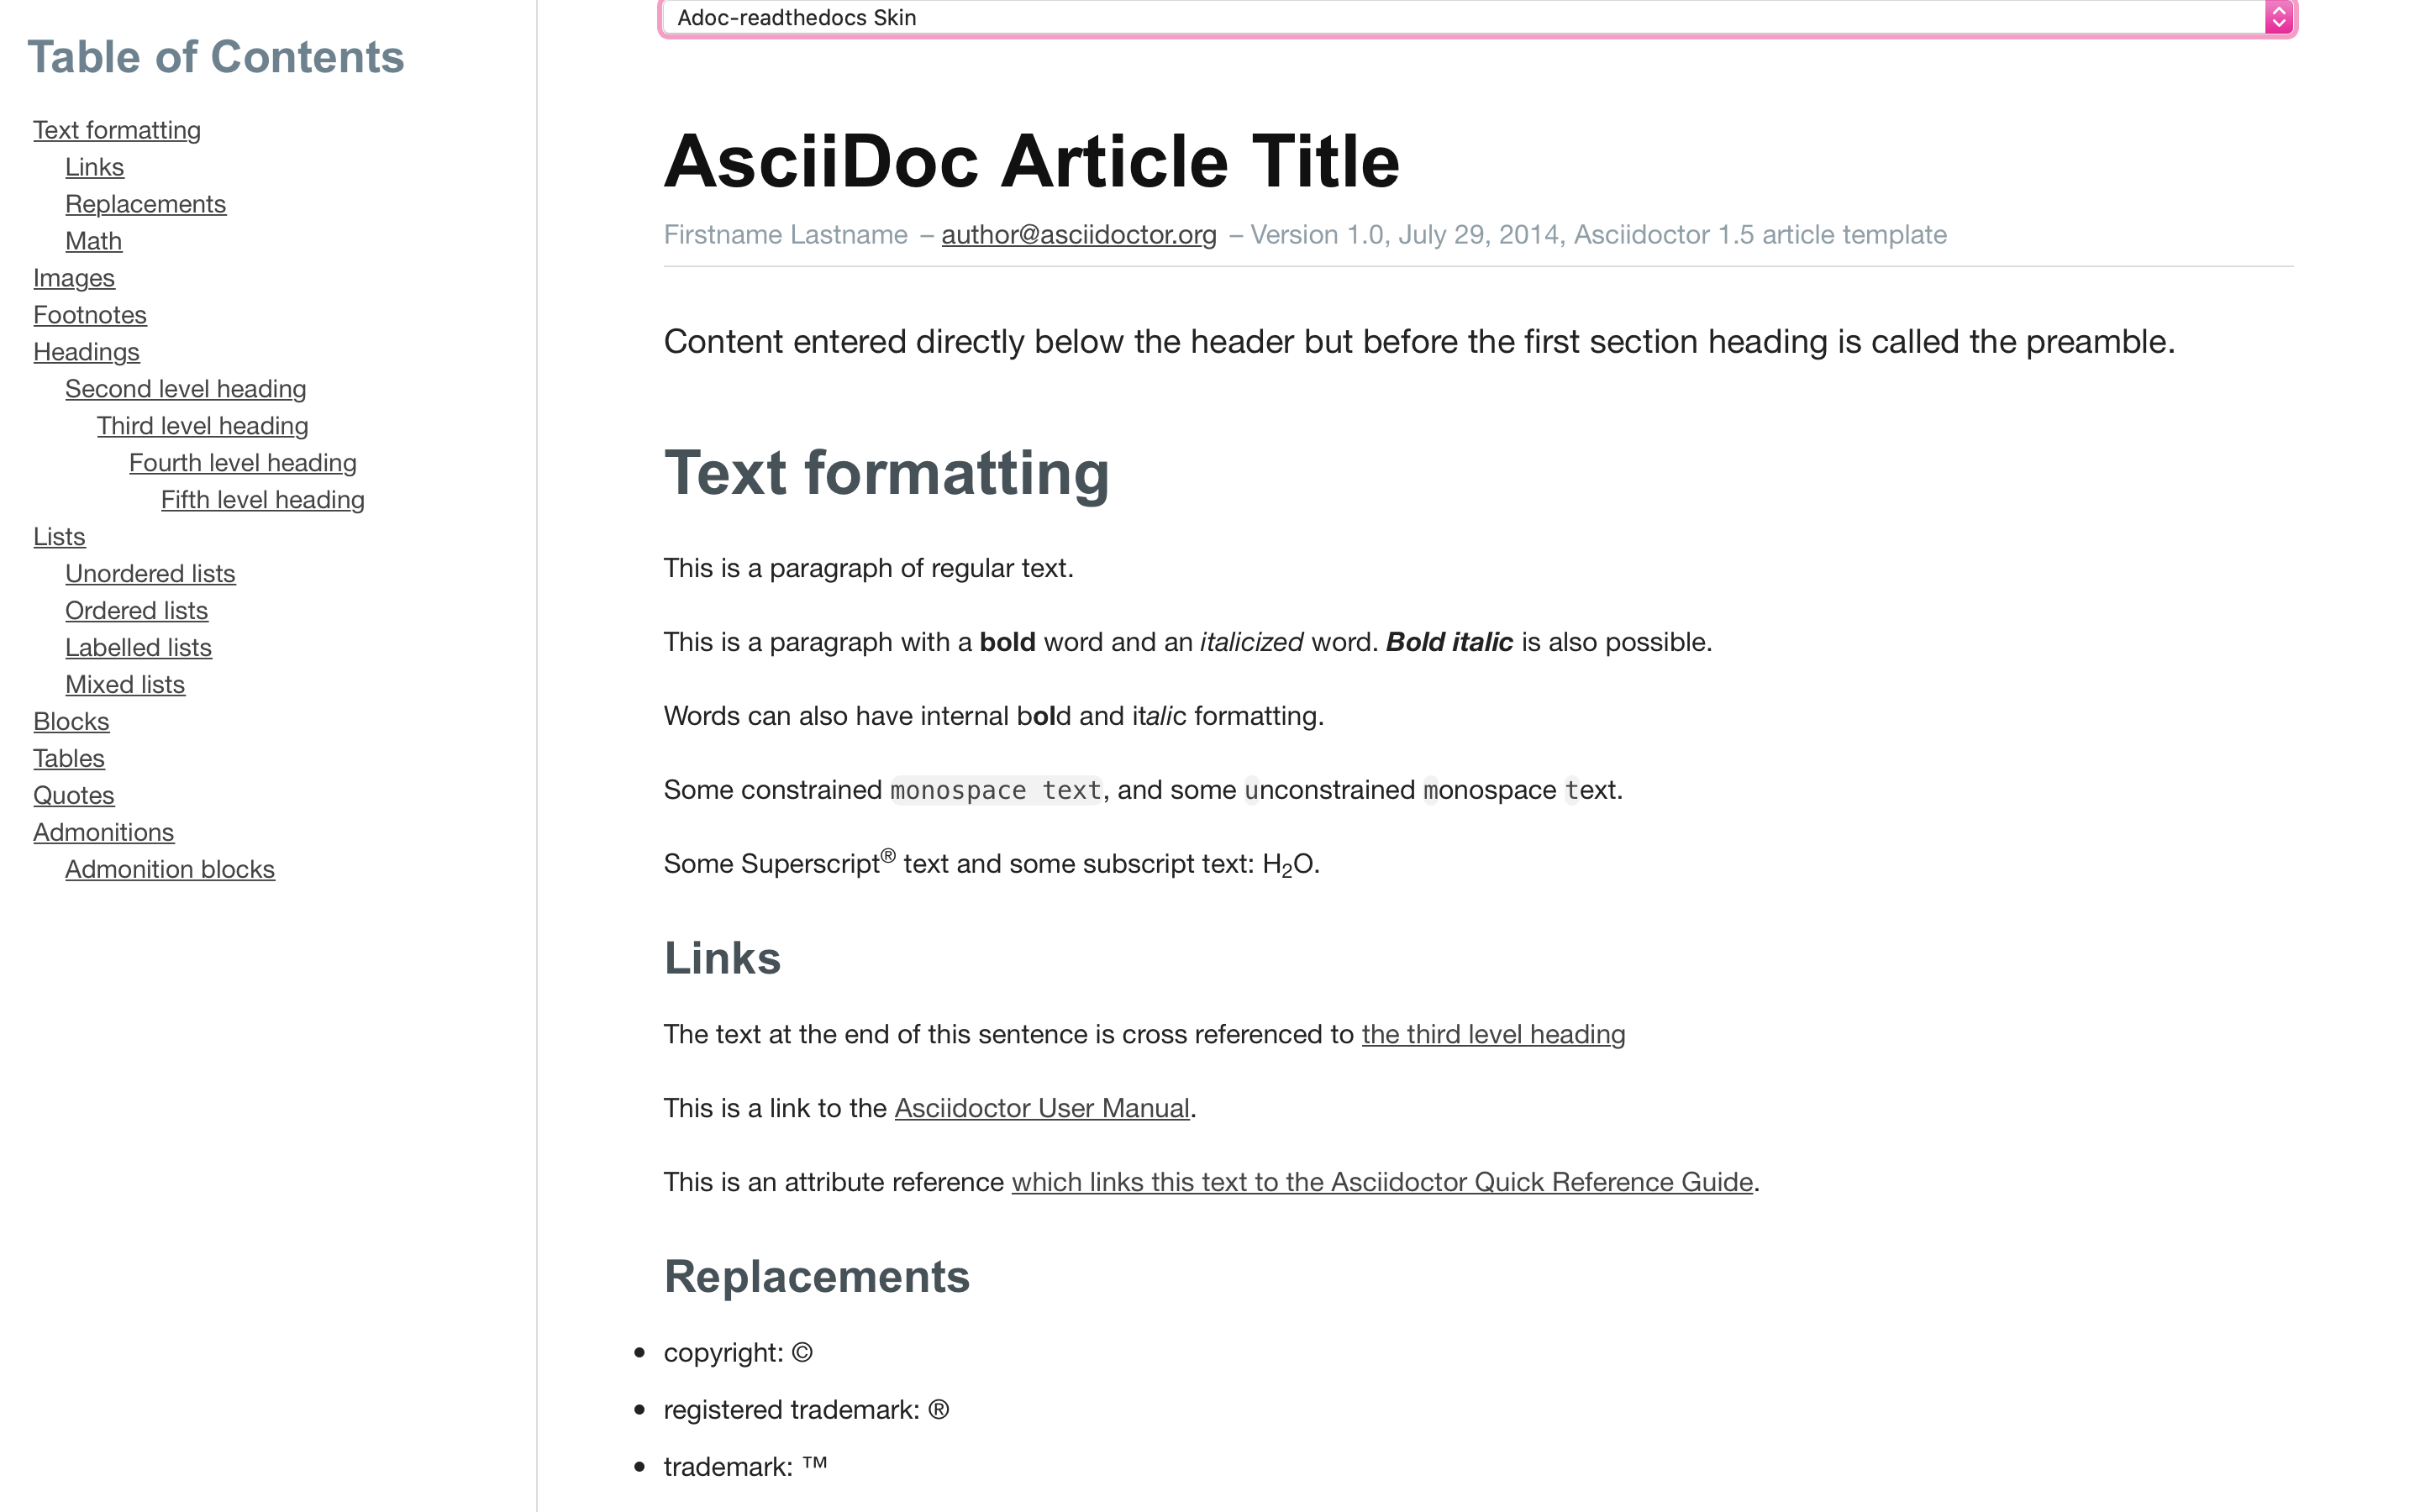 Adoc-readthedocs Skin
Table of Contents
Text formatting
Links
Replacements
Math
Images
Footnotes
Headings
Second level heading
Third level heading
Fourth level heading
Fifth level heading
Lists
Unordered lists
Ordered lists
Labelled lists
Mixed lists
Blocks
Tables
Quotes
Admonitions
Admonition blocks
AsciiDoc Article Title
Firstname Lastname – author@asciidoctor.org – Version 1.0, July 29, 2014, Asciidoctor 1.5 article template
Content entered directly below the header but before the first section heading is called the preamble.
Text formatting
This is a paragraph of regular text.
This is a paragraph with a bold word and an italicized word. Bold italic is also possible.
Words can also have internal bold and italic formatting.
Some constrained monospace text, and some unconstrained monospace text.
Some Superscript® text and some subscript text: H₂O.
Links
The text at the end of this sentence is cross referenced to the third level heading
This is a link to the Asciidoctor User Manual.
This is an attribute reference which links this text to the Asciidoctor Quick Reference Guide.
Replacements
• copyright: ©
• registered trademark: ®
• trademark: ™